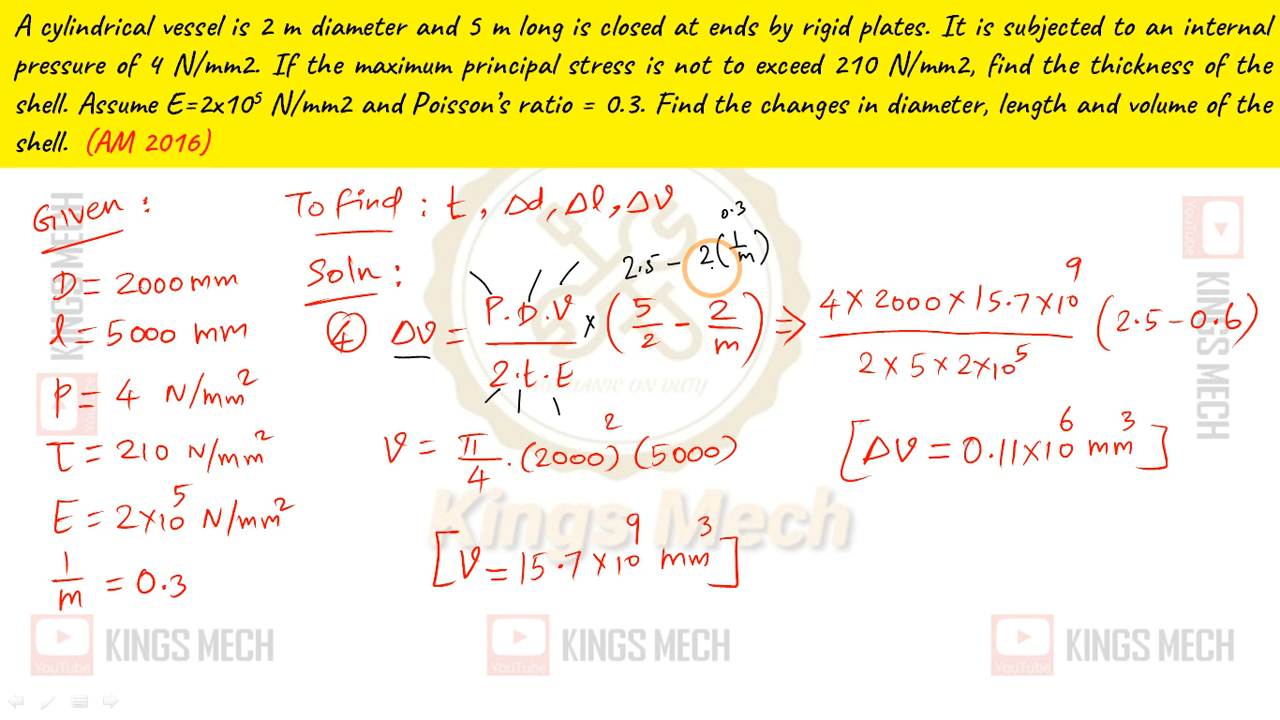 A cylindrical vessel is 2 m diameter and 5 m long is closed at ends by rigid plates. It is subjected to an internal
pressure of 4 N/mm2. If the maximum principal stress is not to exceed 210 N/mm2, find the thickness of the
shell. Assume E=2x10⁵ N/mm2 and Poisson's ratio = 0.3. Find the changes in diameter, length and volume of the
shell. (AM 2016)
Given :
To find : t, Δd, Δl, ΔV
D = 2000 mm
l = 5000 mm
P = 4 N/mm²
τ = 210 N/mm²
E = 2×10⁵ N/mm²
1/m = 0.3
Soln :
0.3
2.5 - 2(1/m)
④ ΔV = P.D.V / 2.t.E × (5/2 - 2/m) ⇒ 4 × 2000 × 15.7×10⁹ / 2 × 5 × 2×10⁵ (2.5 - 0.6)
V = π/4 . (2000)² (5000)
[ΔV = 0.11×10⁶ mm³]
[V = 15.7 × 10⁹ mm³]
Kings Mech
KINGS MECH
YouTube
KINGS MECH
YouTube
KINGS MECH
YouTube
KINGS MECH
YouTube
KINGS MECH
YouTube